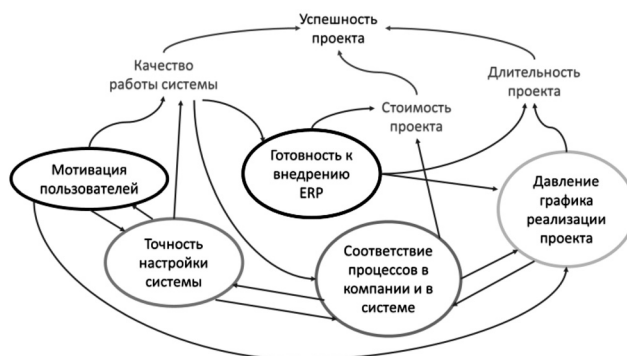 Успешность
проекта
Качество
работы системы
Длительность
проекта
Стоимость
проекта
Мотивация
пользователей
Готовность к
внедрению
ERP
Давление
графика
реализации
проекта
Точность
настройки
системы
Соответствие
процессов в
компании и в
системе